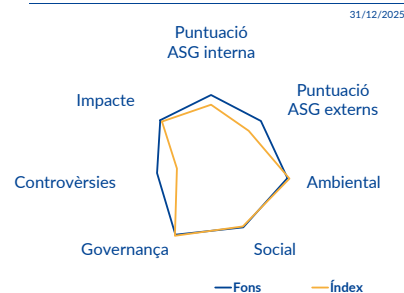 31/12/2025
Puntuació
ASG interna
Puntuació
ASG externs
Impacte
Ambiental
Controvèrsies
Governança
Social
Fons
Índex